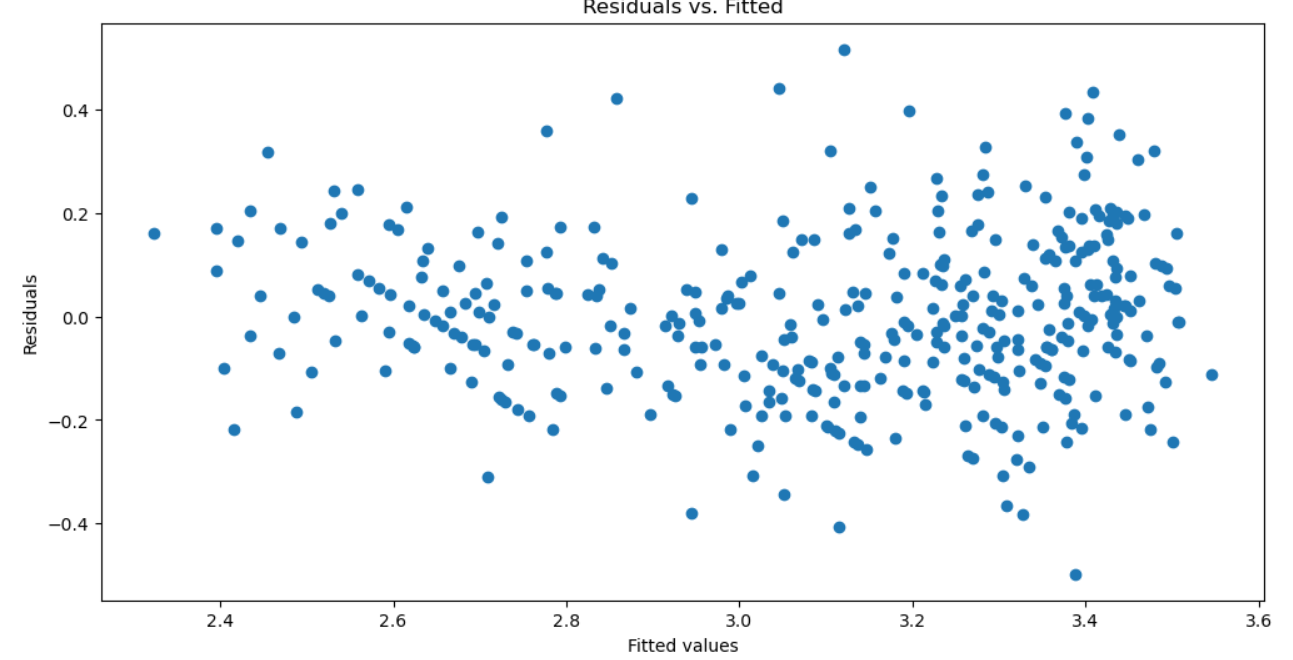 Residuals vs. Fitted
Residuals
0.4
0.2
0.0
−0.2
−0.4
2.4 2.6 2.8 3.0 3.2 3.4 3.6
Fitted values